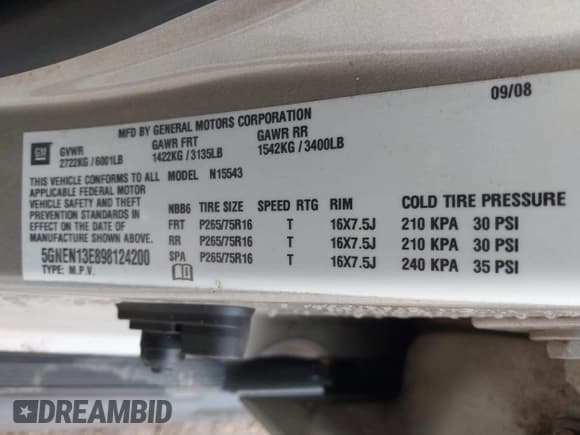 09/08
MFD BY GENERAL MOTORS CORPORATION
GM GVWR GAWR FRT GAWR RR
2722KG/6001LB 1422KG/3135LB 1542KG/3400LB
THIS VEHICLE CONFORMS TO ALL MODEL N15543
APPLICABLE FEDERAL MOTOR
VEHICLE SAFETY AND THEFT
PREVENTION STANDARDS IN
EFFECT ON THE DATE OF
MANUFACTURE SHOWN ABOVE.
5GNEN13E898124200
TYPE: M.P.V.
NBB6 TIRE SIZE SPEED RTG RIM COLD TIRE PRESSURE
FRT P265/75R16 T 16X7.5J 210 KPA 30 PSI
RR P265/75R16 T 16X7.5J 210 KPA 30 PSI
SPA P265/75R16 T 16X7.5J 240 KPA 35 PSI
DREAMBID